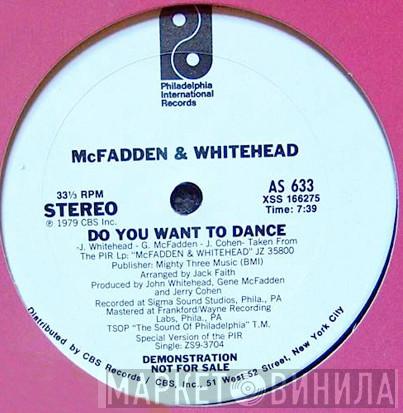 Philadelphia
International
Records
McFADDEN & WHITEHEAD
33⅓ RPM
STEREO
℗ 1979 CBS Inc.
AS 633
XSS 166275
Time: 7:39
DO YOU WANT TO DANCE
-J. Whitehead - G. McFadden - J. Cohen- Taken From
The PIR Lp: "McFADDEN & WHITEHEAD" JZ 35800
Publisher: Mighty Three Music (BMI)
Arranged by Jack Faith
Produced by John Whitehead, Gene McFadden
and Jerry Cohen
Recorded at Sigma Sound Studios, Phila., PA
Mastered at Frankford/Wayne Recording
Labs, Phila., PA
TSOP "The Sound Of Philadelphia" T.M.
Special Version of the PIR
Single: ZS9-3704
DEMONSTRATION
NOT FOR SALE
Distributed by CBS Records / CBS, Inc., 51 West 52 Street, New York City
МАРКЕТ ВИНИЛА